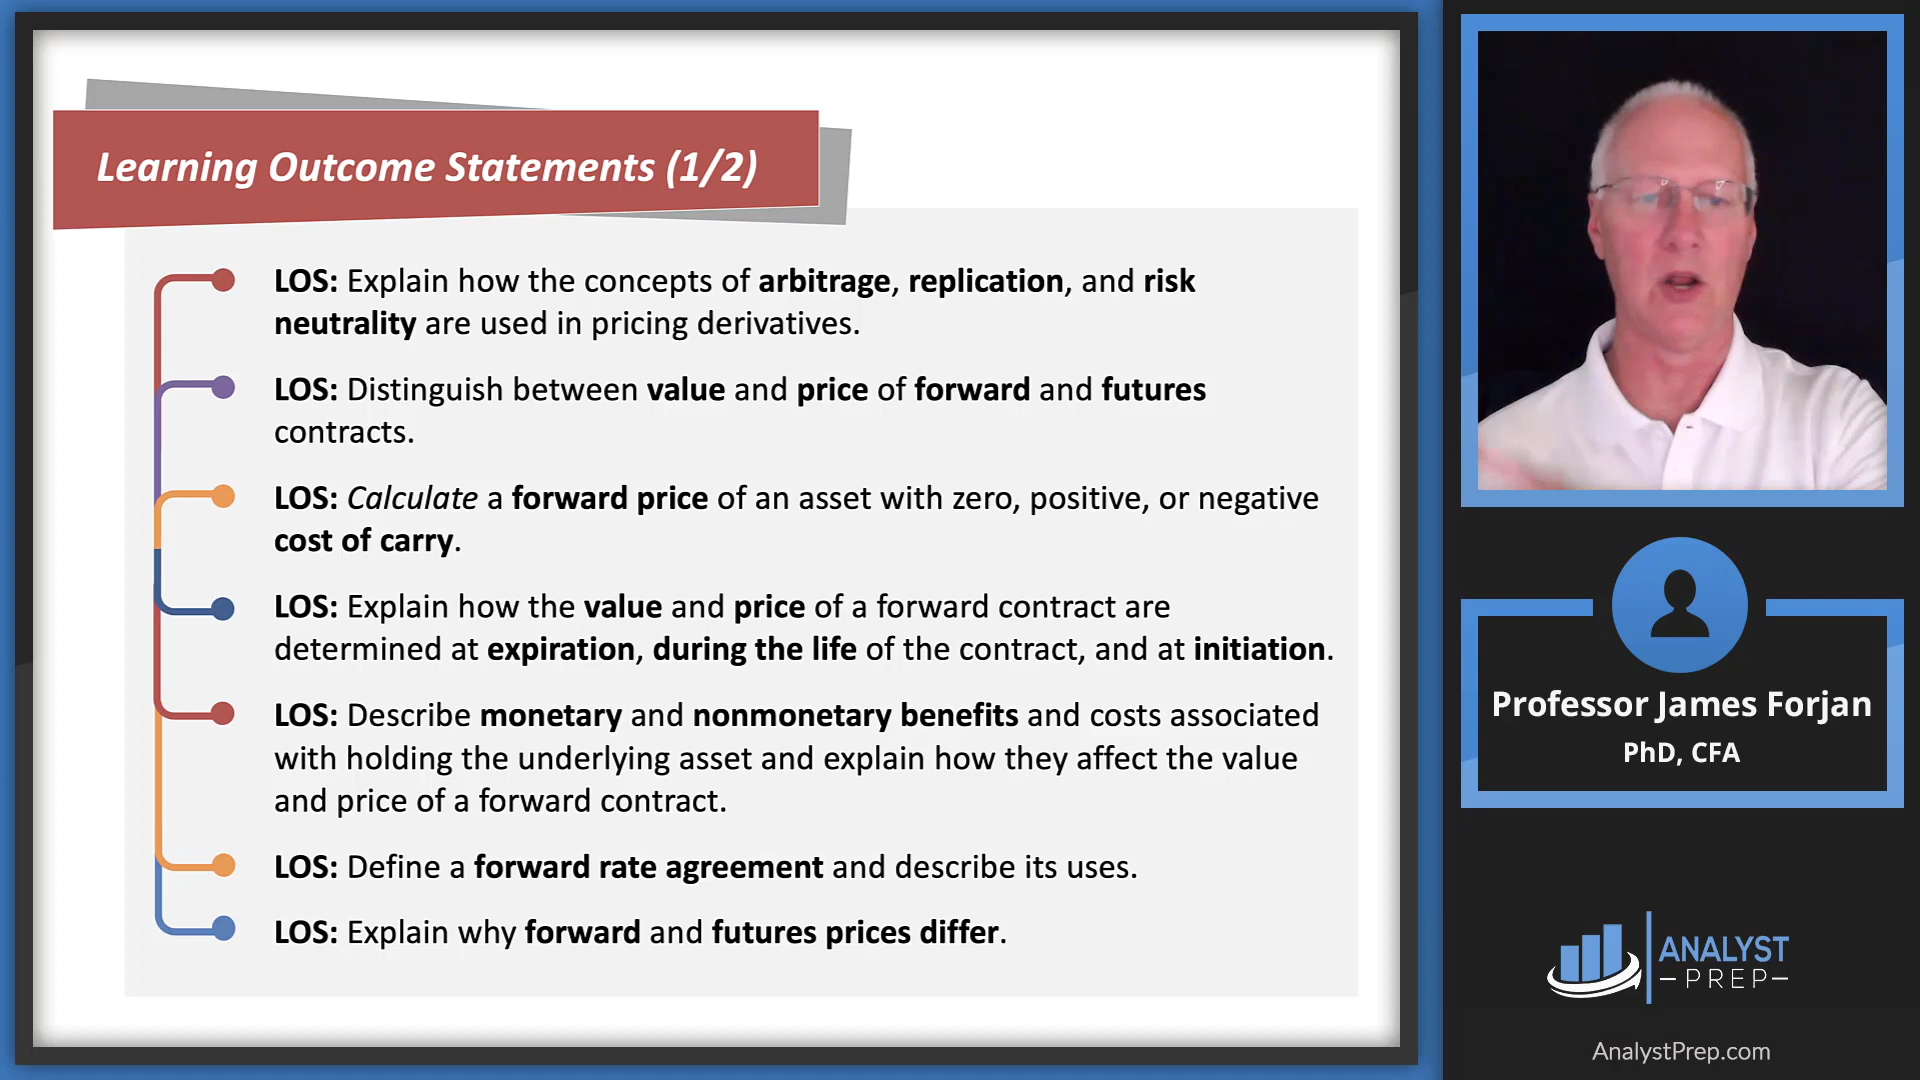 Learning Outcome Statements (1/2)
LOS: Explain how the concepts of arbitrage, replication, and risk
neutrality are used in pricing derivatives.
LOS: Distinguish between value and price of forward and futures
contracts.
LOS: Calculate a forward price of an asset with zero, positive, or negative
cost of carry.
LOS: Explain how the value and price of a forward contract are
determined at expiration, during the life of the contract, and at initiation.
LOS: Describe monetary and nonmonetary benefits and costs associated
with holding the underlying asset and explain how they affect the value
and price of a forward contract.
LOS: Define a forward rate agreement and describe its uses.
LOS: Explain why forward and futures prices differ.
Professor James Forjan
PhD, CFA
ANALYST
PREP
AnalystPrep.com